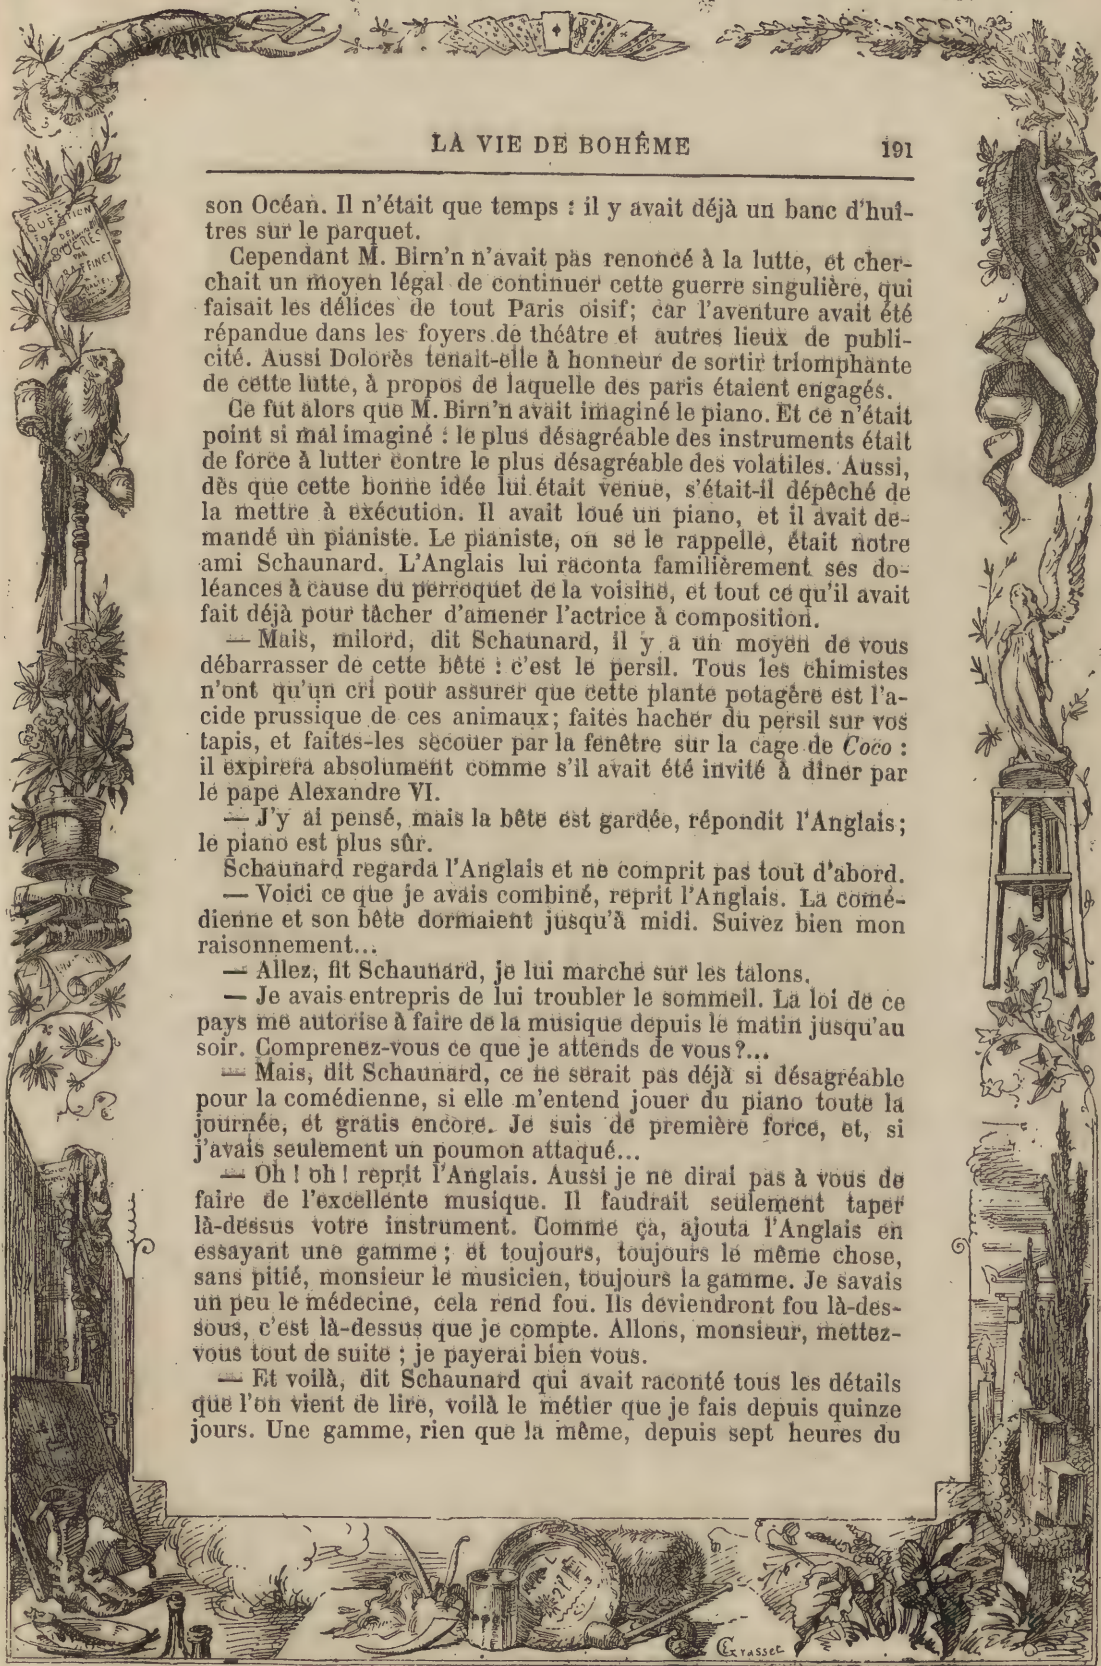 LA VIE DE BOHÊME 191
son Océan. Il n'était que temps : il y avait déjà un banc d'huî-
tres sur le parquet.
Cependant M. Birn'n n'avait pas renoncé à la lutte, et cher-
chait un moyen légal de continuer cette guerre singulière, qui
faisait les délices de tout Paris oisif; car l'aventure avait été
répandue dans les foyers de théâtre et autres lieux de publi-
cité. Aussi Dolorès tenait-elle à honneur de sortir triomphante
de cette lutte, à propos de laquelle des paris étaient engagés.
Ce fut alors que M. Birn'n avait imaginé le piano. Et ce n'était
point si mal imaginé : le plus désagréable des instruments était
de force à lutter contre le plus désagréable des volatiles. Aussi,
dès que cette bonne idée lui était venue, s'était-il dépêché de
la mettre à exécution. Il avait loué un piano, et il avait de-
mandé un pianiste. Le pianiste, on se le rappelle, était notre
ami Schaunard. L'Anglais lui raconta familièrement ses do-
léances à cause du perroquet de la voisine, et tout ce qu'il avait
fait déjà pour tâcher d'amener l'actrice à composition.
— Mais, milord, dit Schaunard, il y a un moyen de vous
débarrasser de cette bête : c'est le persil. Tous les chimistes
n'ont qu'un cri pour assurer que cette plante potagère est l'a-
cide prussique de ces animaux; faites hacher du persil sur vos
tapis, et faites-les secouer par la fenêtre sur la cage de Coco :
il expirera absolument comme s'il avait été invité à dîner par
le pape Alexandre VI.
— J'y ai pensé, mais la bête est gardée, répondit l'Anglais;
le piano est plus sûr.
Schaunard regarda l'Anglais et ne comprit pas tout d'abord.
— Voici ce que je avais combiné, reprit l'Anglais. La comé-
dienne et son bête dormaient jusqu'à midi. Suivez bien mon
raisonnement...
— Allez, fit Schaunard, je lui marche sur les talons.
— Je avais entrepris de lui troubler le sommeil. La loi de ce
pays me autorise à faire de la musique depuis le matin jusqu'au
soir. Comprenez-vous ce que je attends de vous?...
— Mais, dit Schaunard, ce ne serait pas déjà si désagréable
pour la comédienne, si elle m'entend jouer du piano toute la
journée, et gratis encore. Je suis de première force, et, si
j'avais seulement un poumon attaqué...
— Oh ! oh ! reprit l'Anglais. Aussi je ne dirai pas à vous de
faire de l'excellente musique. Il faudrait seulement taper
là-dessus votre instrument. Comme ça, ajouta l'Anglais en
essayant une gamme ; et toujours, toujours le même chose,
sans pitié, monsieur le musicien, toujours la gamme. Je savais
un peu le médecine, cela rend fou. Ils deviendront fou là-des-
sous, c'est là-dessus que je compte. Allons, monsieur, mettez-
vous tout de suite ; je payerai bien vous.
— Et voilà, dit Schaunard qui avait raconté tous les détails
que l'on vient de lire, voilà le métier que je fais depuis quinze
jours. Une gamme, rien que la même, depuis sept heures du
QUESTION
DES
SUCRES
PAR
Grasset